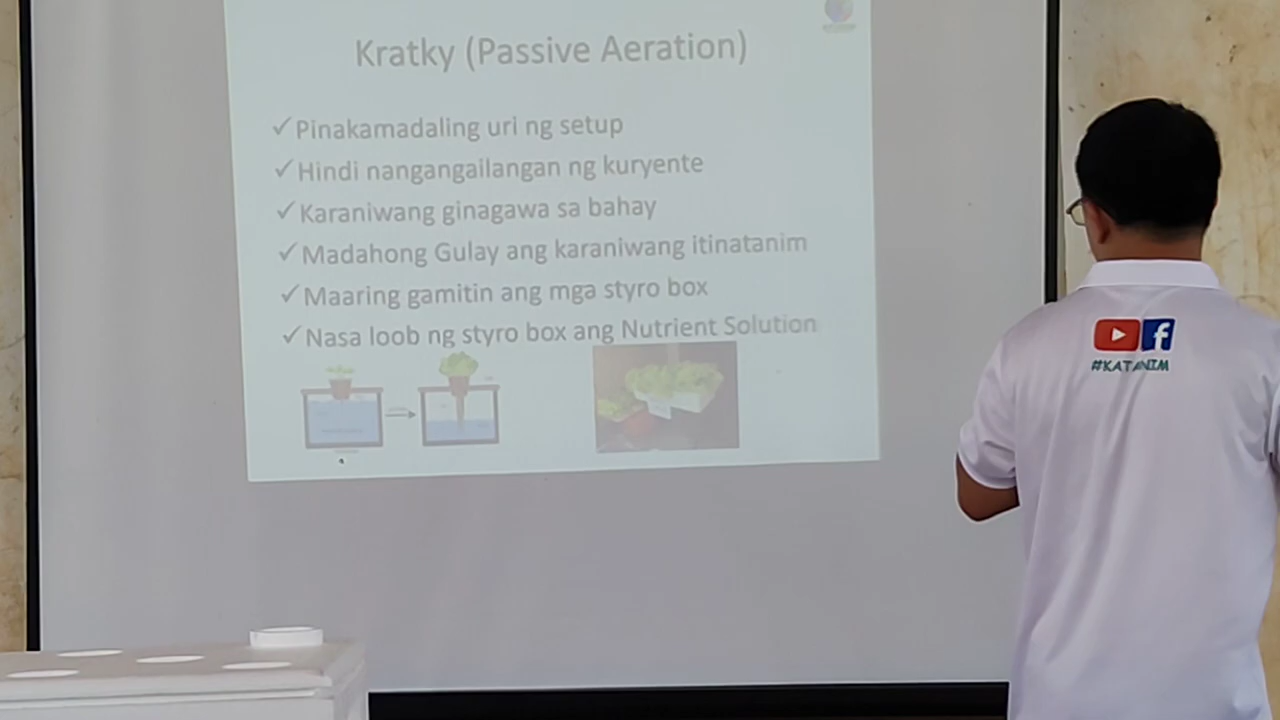 Kratky (Passive Aeration)
✓Pinakamadaling uri ng setup
✓Hindi nangangailangan ng kuryente
✓Karaniwang ginagawa sa bahay
✓Madahong Gulay ang karaniwang itinatanim
✓Maaring gamitin ang mga styro box
✓Nasa loob ng styro box ang Nutrient Solution
f
#KATANIM